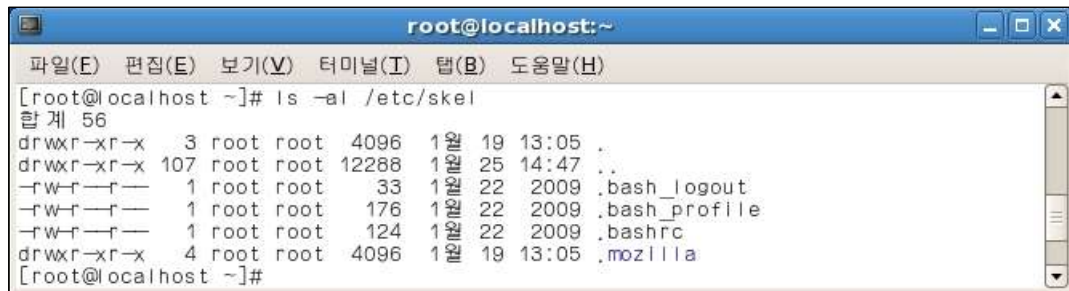 root@localhost:~
파일(F) 편집(E) 보기(V) 터미널(T) 탭(B) 도움말(H)
[root@localhost ~]# ls -al /etc/skel
합계 56
drwxr-xr-x 3 root root 4096 1월 19 13:05 .
drwxr-xr-x 107 root root 12288 1월 25 14:47 ..
-rw-r--r-- 1 root root 33 1월 22 2009 .bash_logout
-rw-r--r-- 1 root root 176 1월 22 2009 .bash_profile
-rw-r--r-- 1 root root 124 1월 22 2009 .bashrc
drwxr-xr-x 4 root root 4096 1월 19 13:05 .mozilla
[root@localhost ~]#